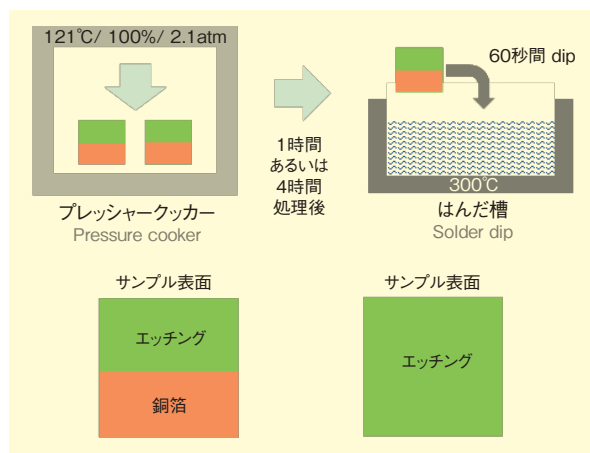 121℃/ 100%/ 2.1atm
プレッシャークッカー
Pressure cooker
1時間
あるいは
4時間
処理後
60秒間 dip
300℃
はんだ槽
Solder dip
サンプル表面
エッチング
銅箔
サンプル表面
エッチング